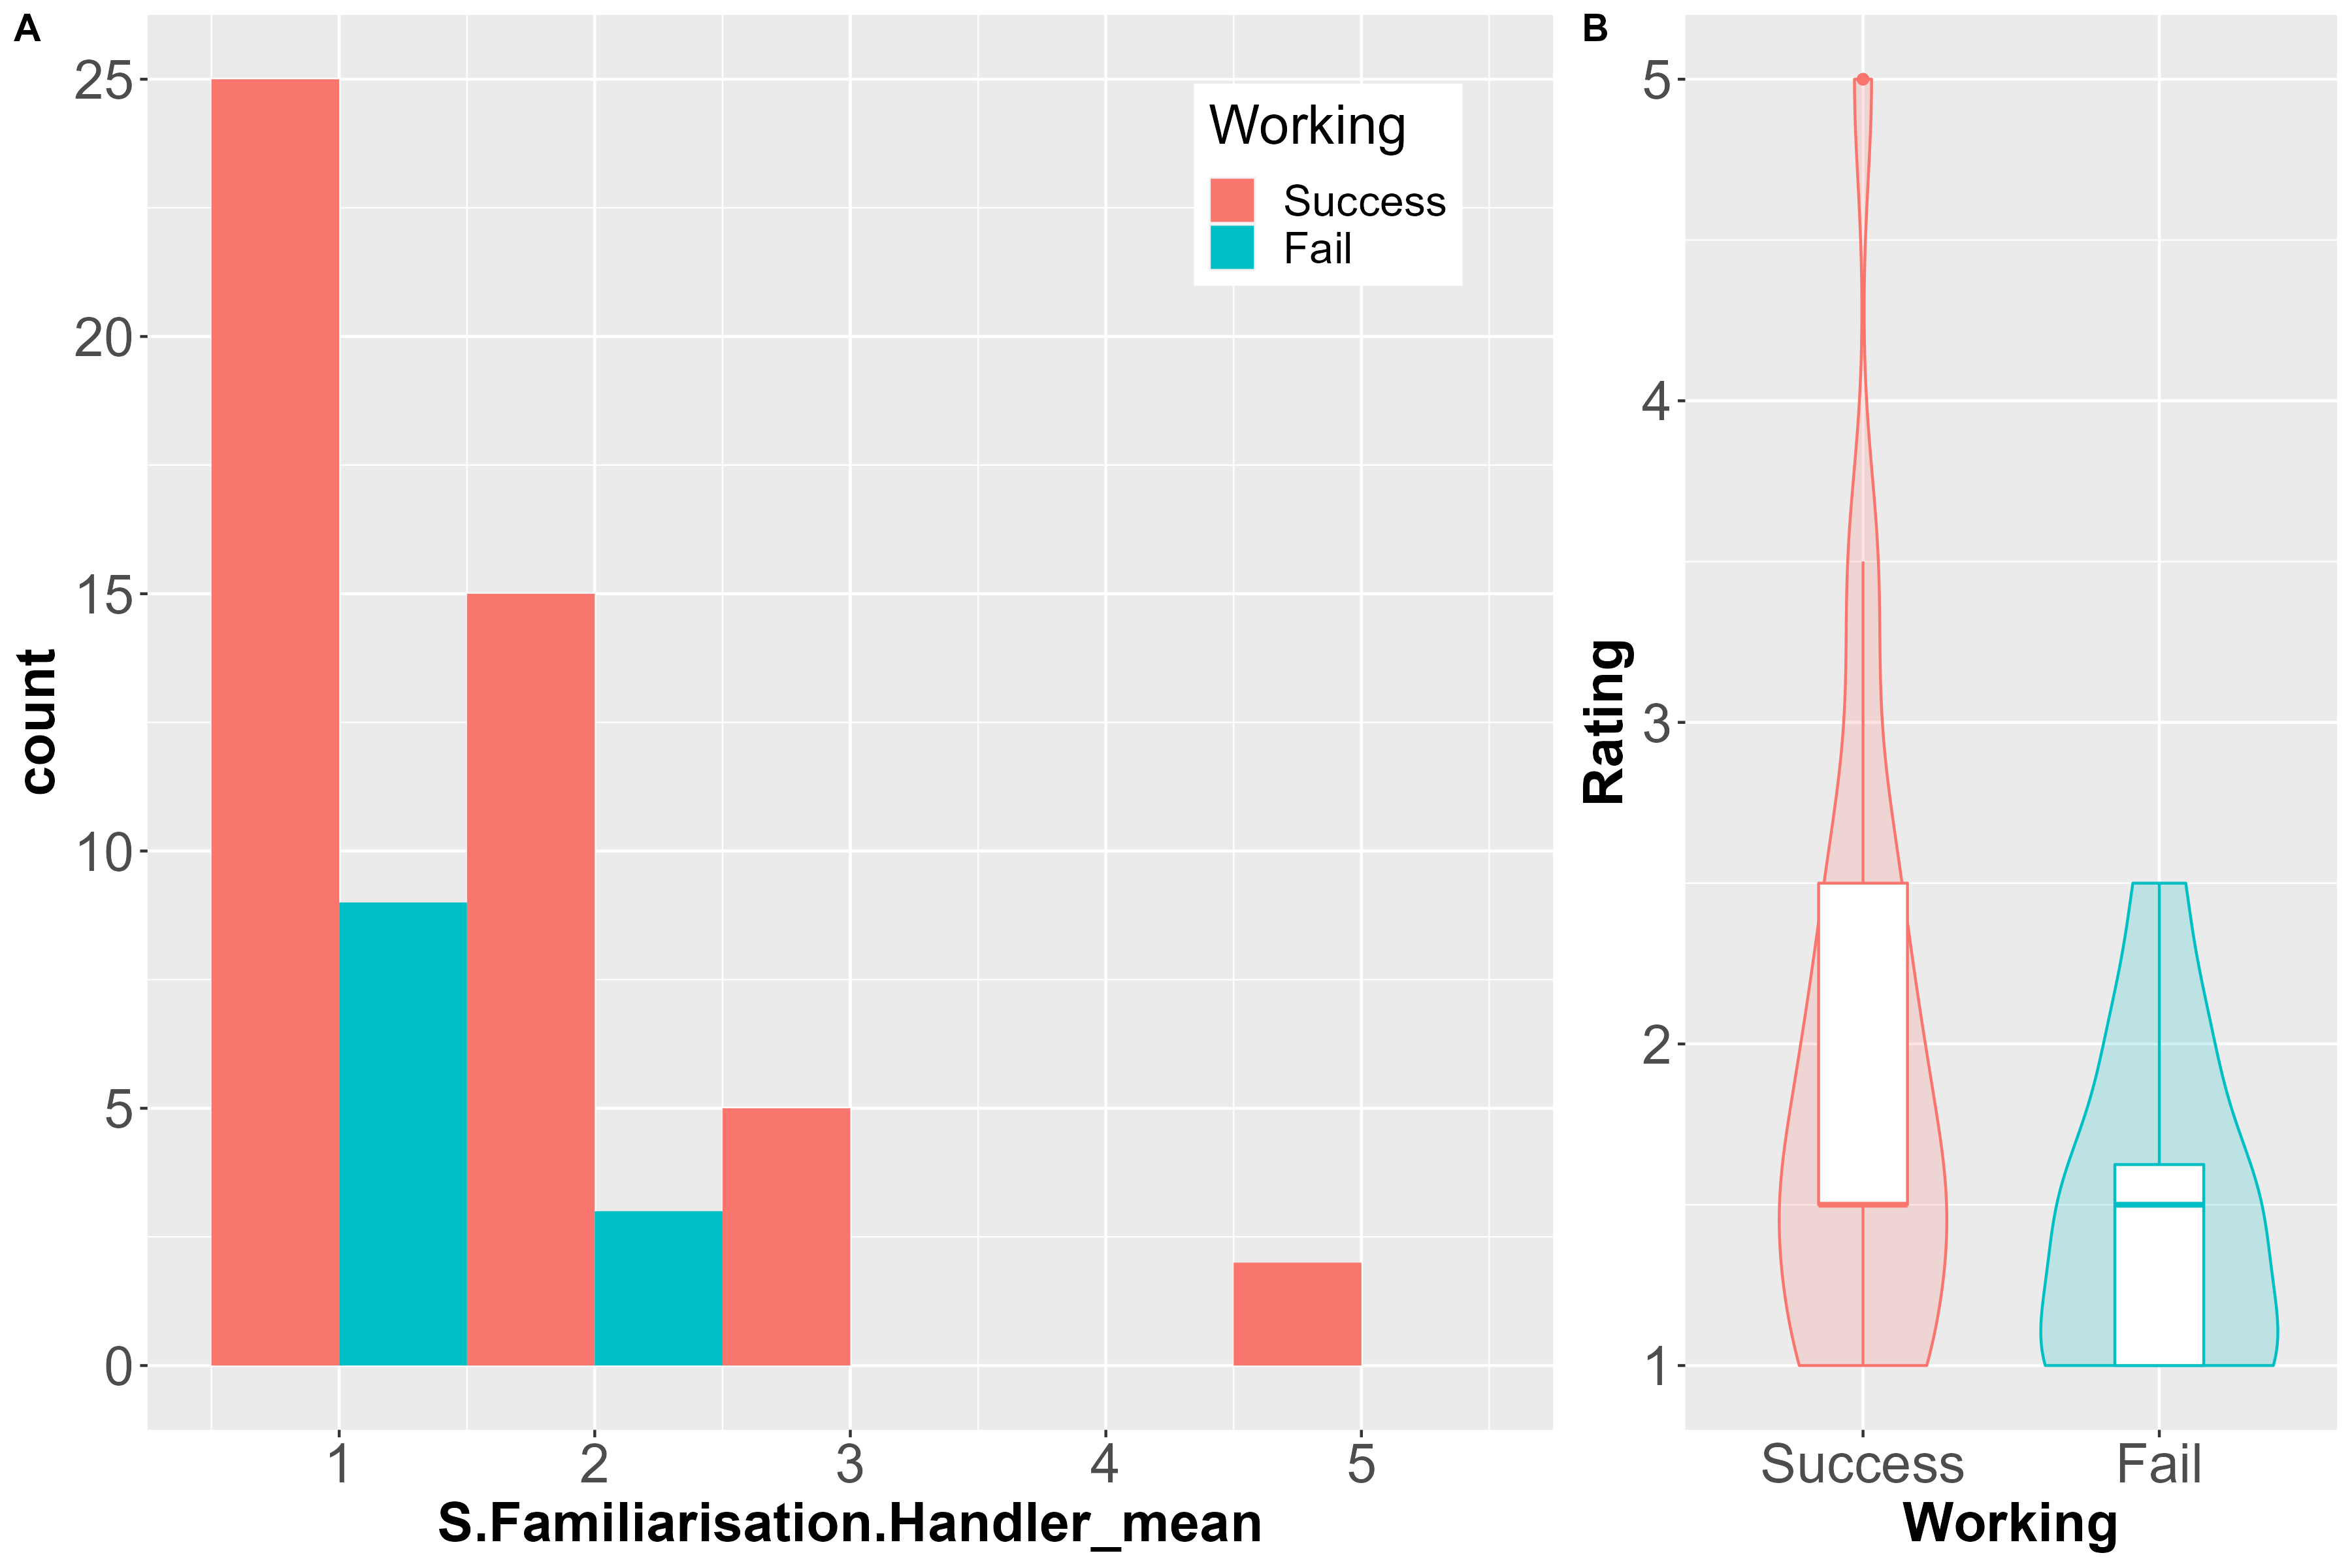 A
25
20
15
10
5
0
count
Working
Success
Fail
1 2 3 4 5
S.Familiarisation.Handler_mean
B
5
4
3
2
1
Rating
Success Fail
Working